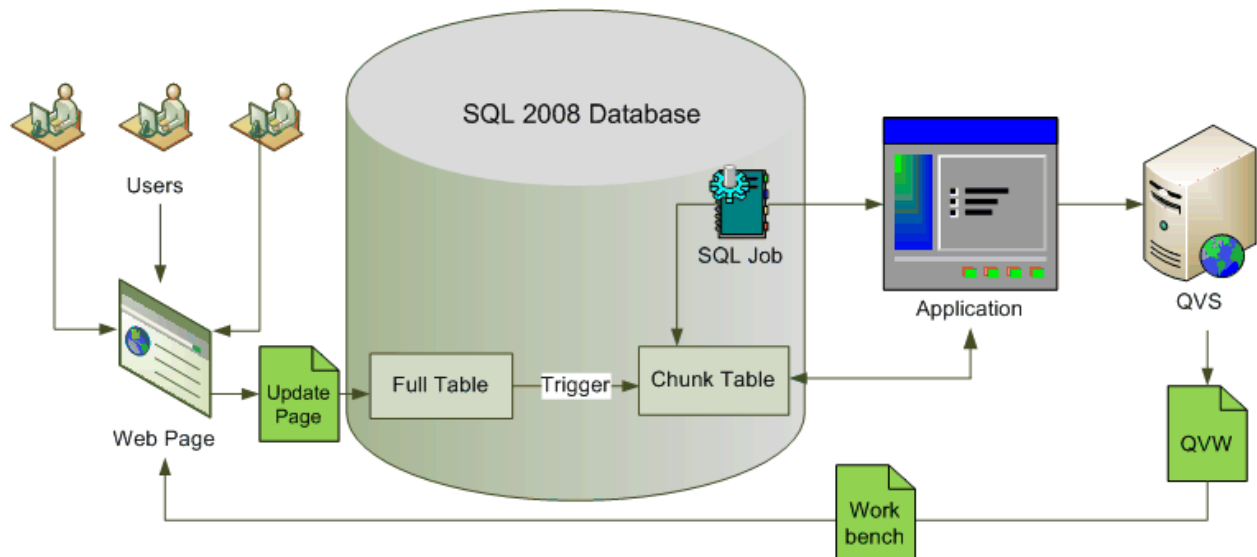 SQL 2008 Database
Users
SQL Job
Application
QVS
Full Table
Trigger
Chunk Table
Update
Page
Web Page
QVW
Work
bench